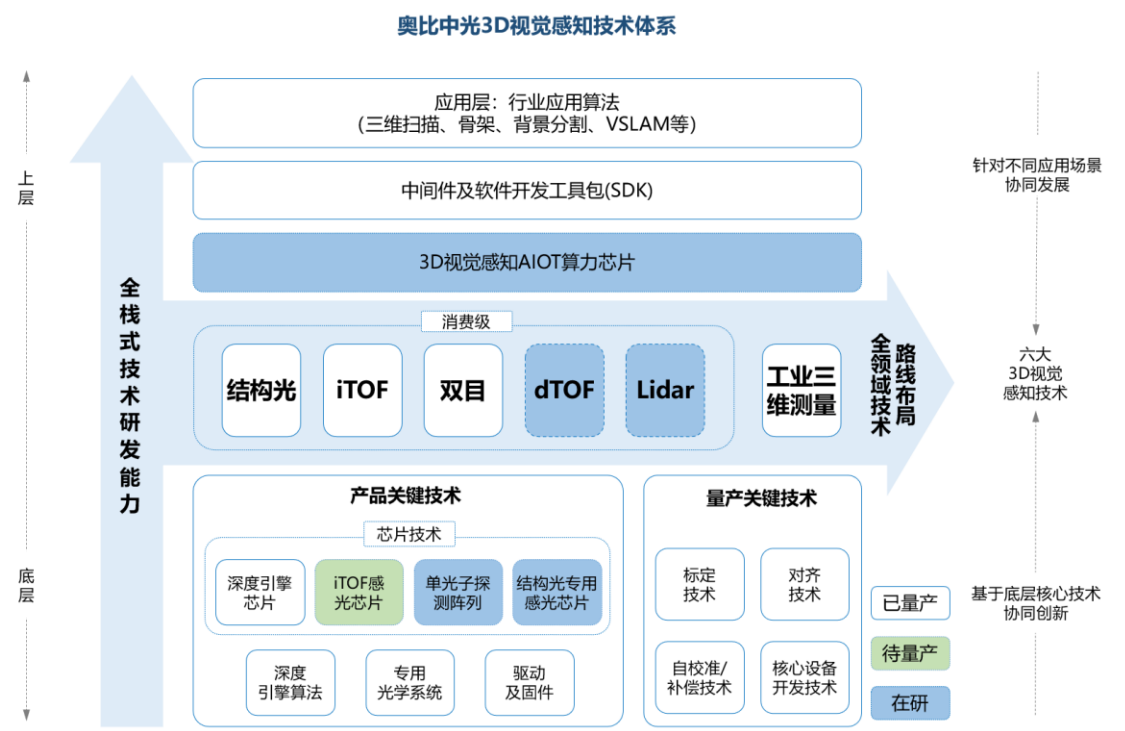 奥比中光3D视觉感知技术体系
上
层
底
层
全
栈
式
技
术
研
发
能
力
应用层：行业应用算法
（三维扫描、骨架、背景分割、VSLAM等）
中间件及软件开发工具包(SDK)
3D视觉感知AIOT算力芯片
消费级
结构光
iTOF
双目
dTOF
Lidar
工业三
维测量
全领域技术
路线布局
产品关键技术
芯片技术
深度引擎
芯片
iTOF感
光芯片
单光子探
测阵列
结构光专用
感光芯片
深度
引擎算法
专用
光学系统
驱动
及固件
量产关键技术
标定
技术
对齐
技术
自校准/
补偿技术
核心设备
开发技术
已量产
待量产
在研
针对不同应用场景
协同发展
六大
3D视觉
感知技术
基于底层核心技术
协同创新